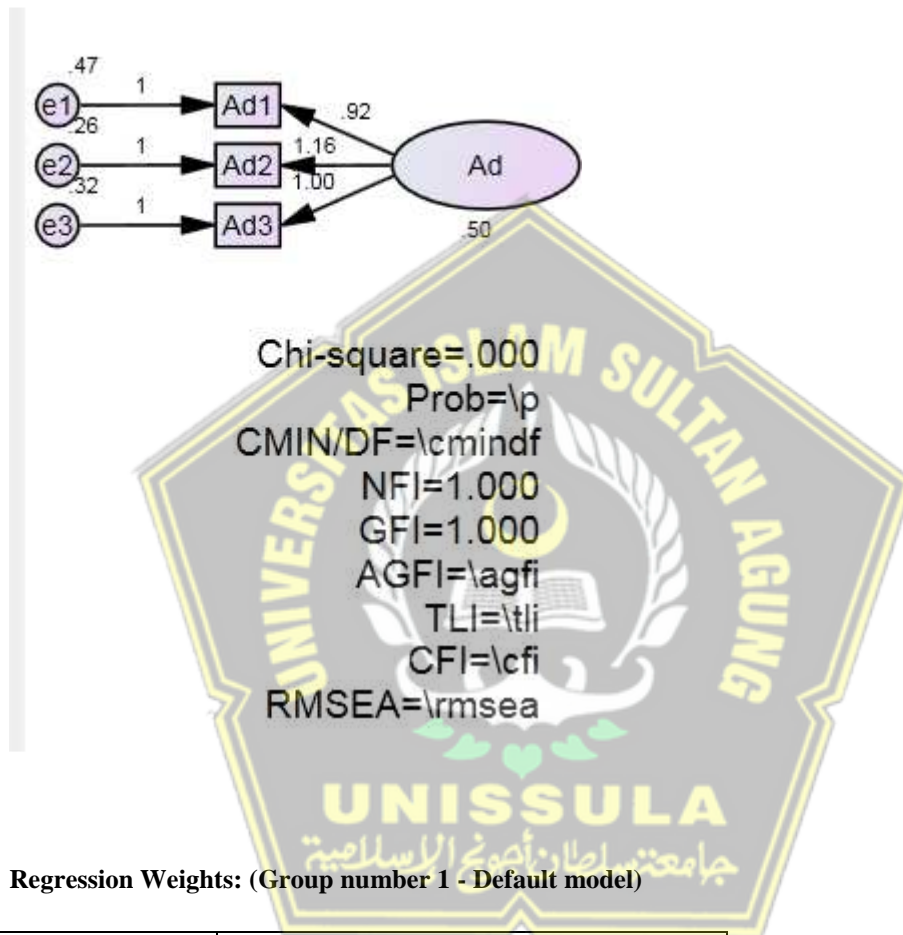 .47
e1 1 Ad1 .92
.26
e2 1 Ad2 1.16 Ad
.32 1.00
e3 1 Ad3 .50
UNIVERSITAS ISLAM SULTAN AGUNG
Chi-square=.000
Prob=\p
CMIN/DF=\cmindf
NFI=1.000
GFI=1.000
AGFI=\agfi
TLI=\tli
CFI=\cfi
RMSEA=\rmsea
UNISSULA
جامعتنسلطان أجونج الإسلامية
Regression Weights: (Group number 1 - Default model)